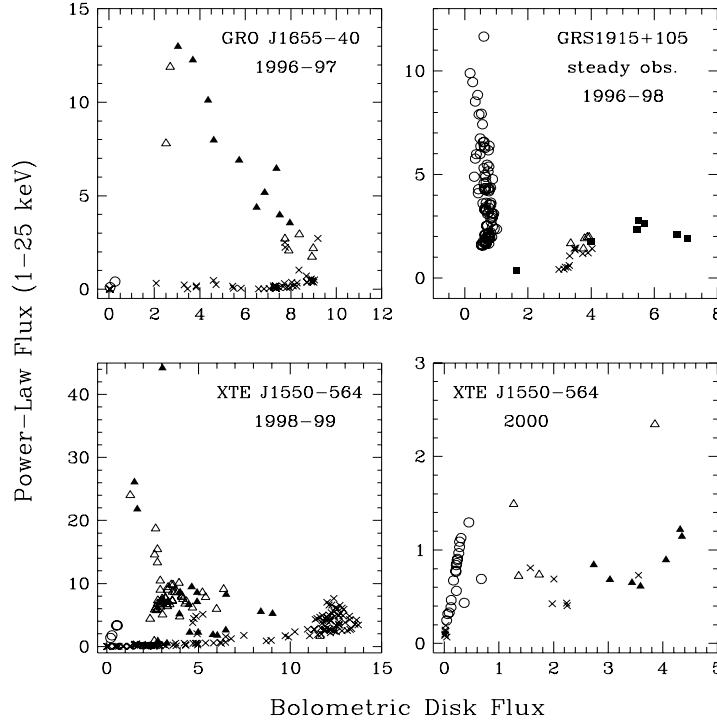 GRO J1655-40
1996-97
15
10
5
0
0 2 4 6 8 10 12
GRS1915+105
steady obs.
1996-98
10
5
0
0 2 4 6 8
XTE J1550-564
1998-99
40
30
20
10
0
0 5 10 15
XTE J1550-564
2000
3
2
1
0
0 1 2 3 4 5
Power-Law Flux (1-25 keV)
Bolometric Disk Flux